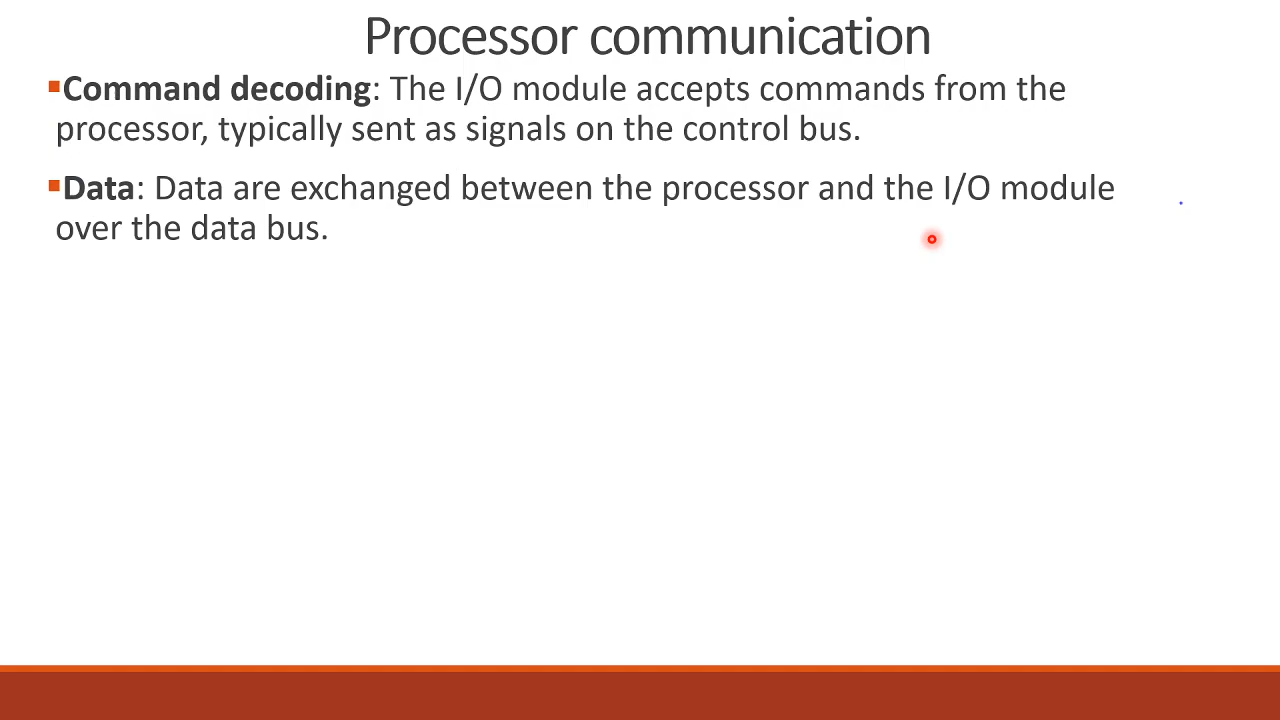 Processor communication
▪Command decoding: The I/O module accepts commands from the
processor, typically sent as signals on the control bus.
▪Data: Data are exchanged between the processor and the I/O module
over the data bus.